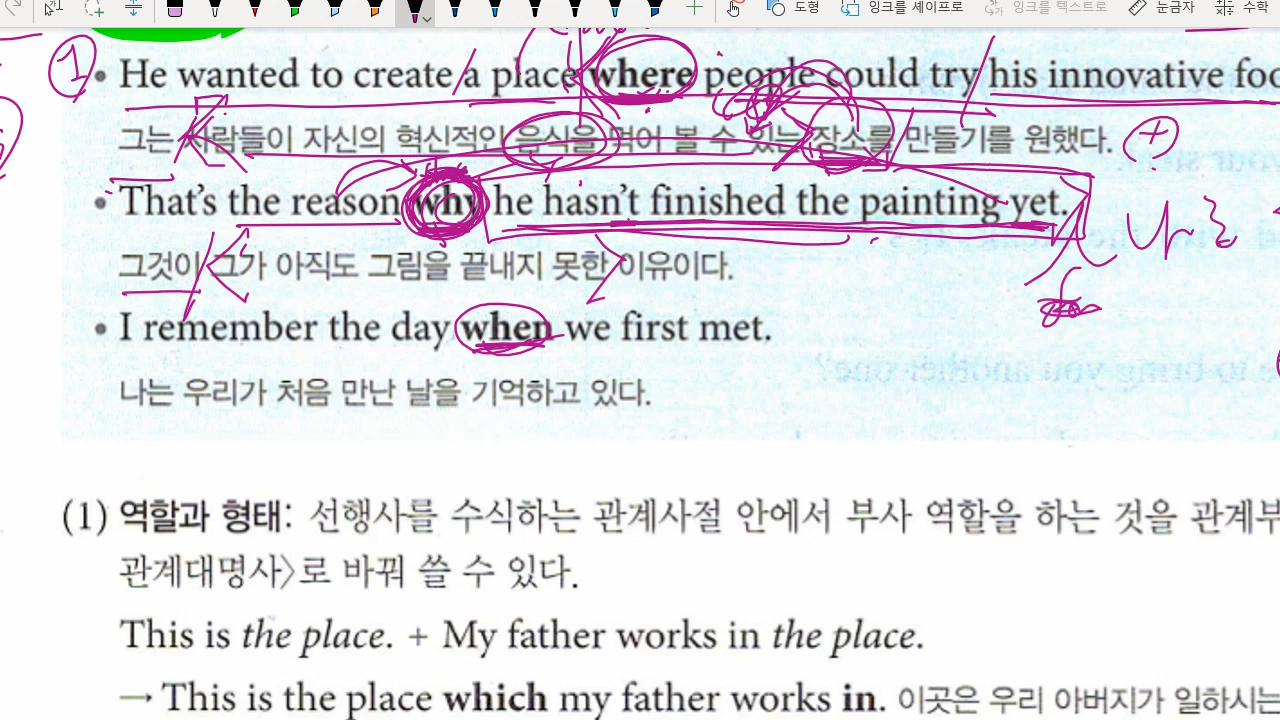 도형 잉크를 셰이프로 잉크를 텍스트로 눈금자 수학
1 • He wanted to create a place where people could try his innovative foo
그는 사람들이 자신의 혁신적인 음식을 먹어 볼 수 있는 장소를 만들기를 원했다.
• That's the reason why he hasn't finished the painting yet.
그것이 그가 아직도 그림을 끝내지 못한 이유이다.
• I remember the day when we first met.
나는 우리가 처음 만난 날을 기억하고 있다.
(1) 역할과 형태: 선행사를 수식하는 관계사절 안에서 부사 역할을 하는 것을 관계부
관계대명사〉로 바꿔 쓸 수 있다.
This is the place. + My father works in the place.
→ This is the place which my father works in. 이곳은 우리 아버지가 일하시는